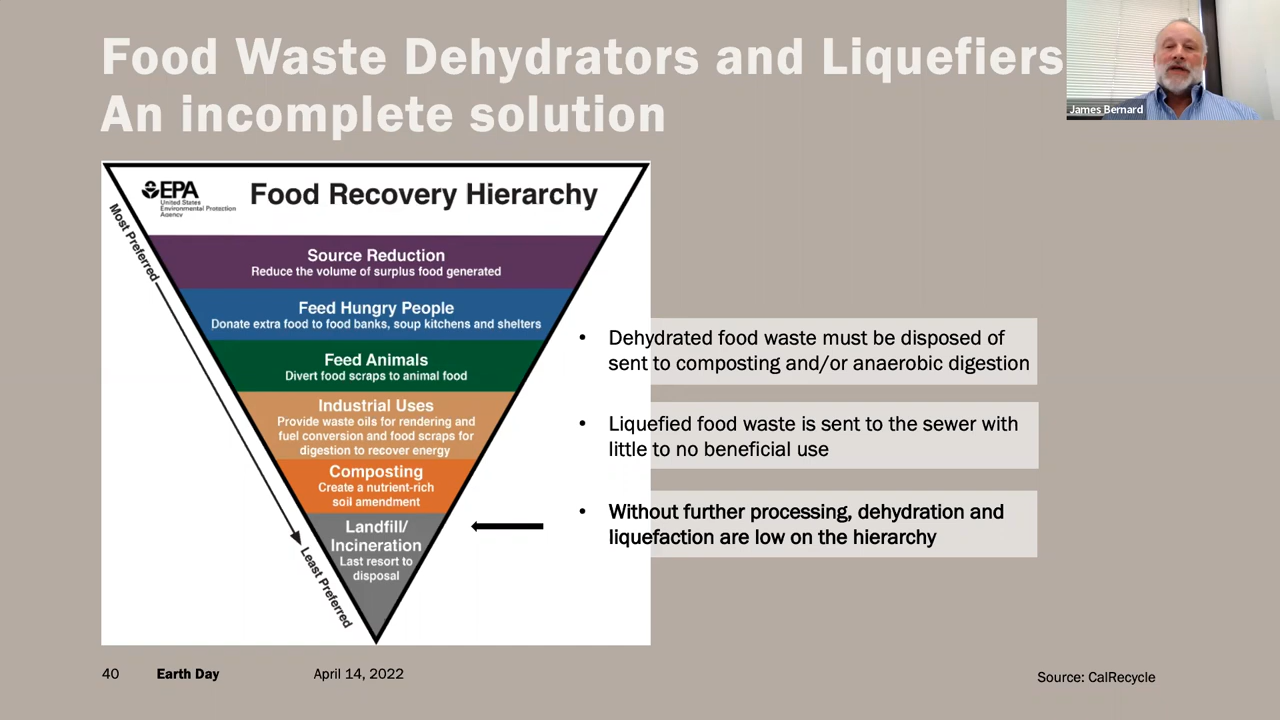 Food Waste Dehydrators and Liquefiers
An incomplete solution
James Bernard
EPA
United States
Environmental Protection
Agency
Food Recovery Hierarchy
Most Preferred
Source Reduction
Reduce the volume of surplus food generated
Feed Hungry People
Donate extra food to food banks, soup kitchens and shelters
Feed Animals
Divert food scraps to animal food
Industrial Uses
Provide waste oils for rendering and
fuel conversion and food scraps for
digestion to recover energy
Composting
Create a nutrient-rich
soil amendment
Landfill/
Incineration
Last resort to
disposal
Least Preferred
• Dehydrated food waste must be disposed of
sent to composting and/or anaerobic digestion
• Liquefied food waste is sent to the sewer with
little to no beneficial use
• Without further processing, dehydration and
liquefaction are low on the hierarchy
40 Earth Day April 14, 2022
Source: CalRecycle